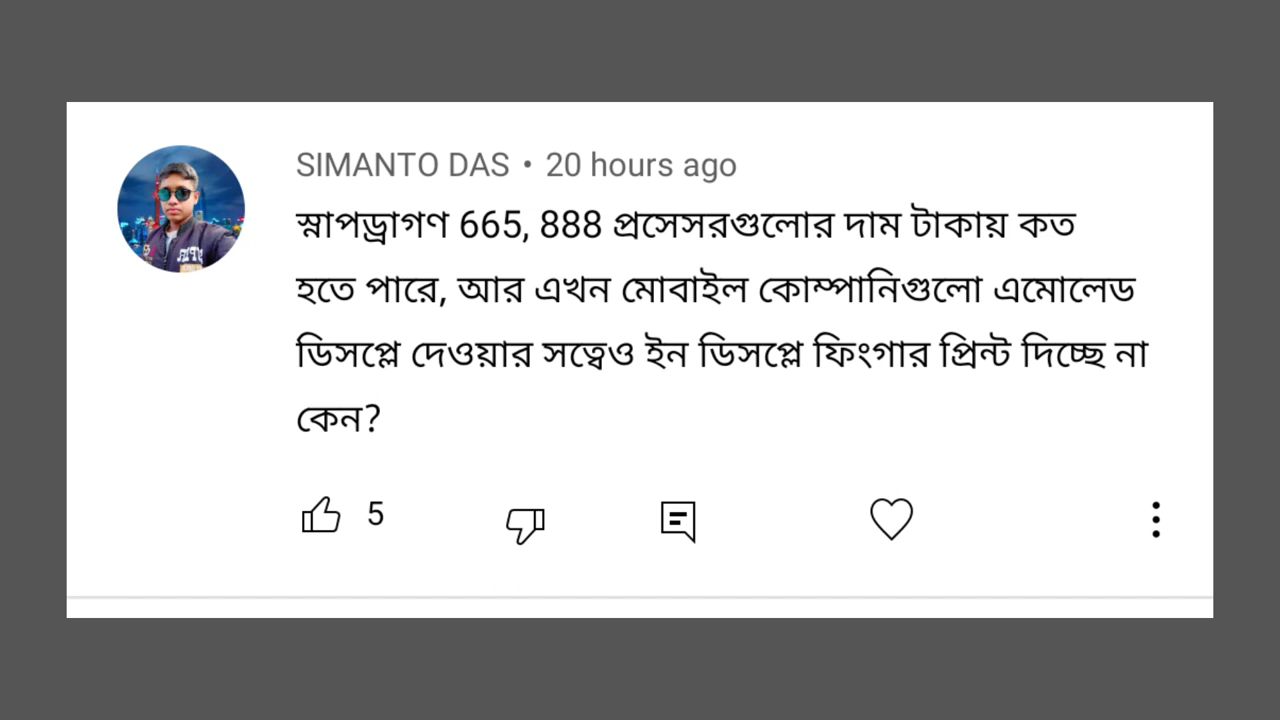 SIMANTO DAS • 20 hours ago
স্নাপড্রাগণ 665, 888 প্রসেসরগুলোর দাম টাকায় কত
হতে পারে, আর এখন মোবাইল কোম্পানিগুলো এমোলেড
ডিসপ্লে দেওয়ার সত্বেও ইন ডিসপ্লে ফিংগার প্রিন্ট দিচ্ছে না
কেন?
5